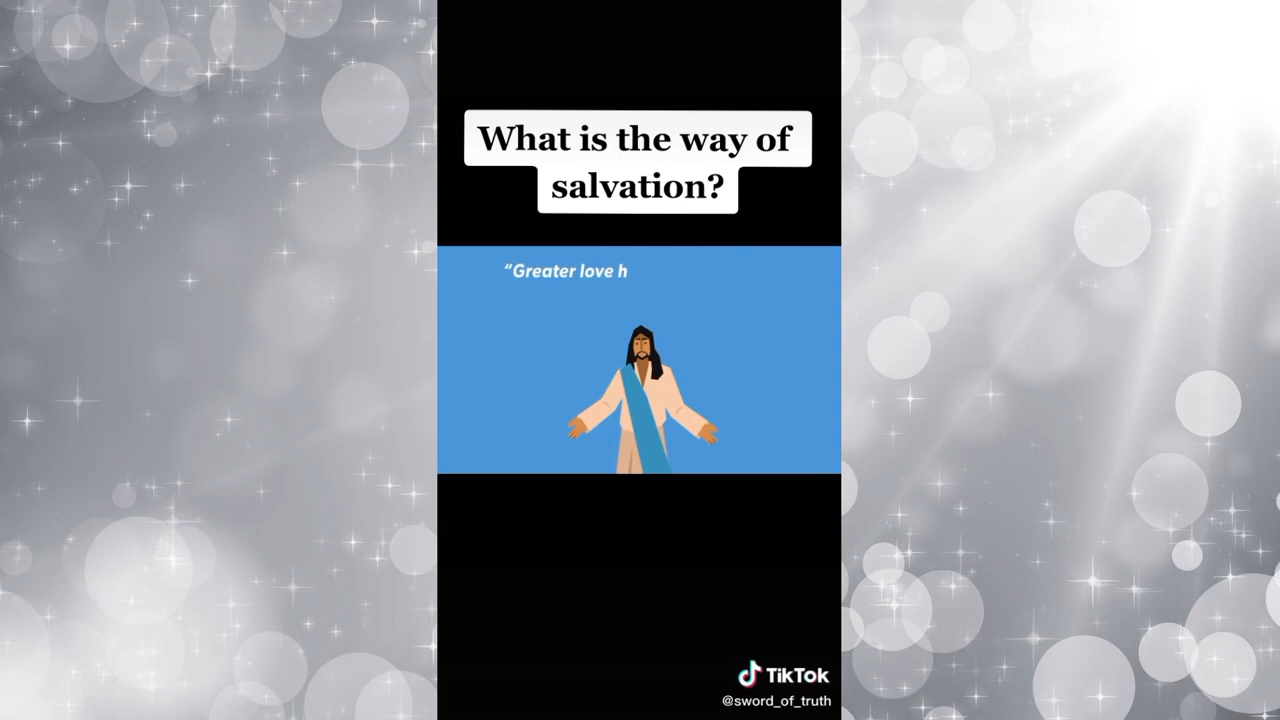 What is the way of
salvation?
“Greater love h
TikTok
@sword_of_truth